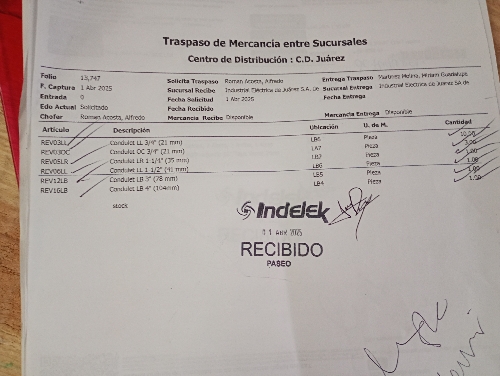 Traspaso de Mercancia entre Sucursales
Centro de Distribución : C.D. Juárez
Folio 13,747 Solicita Traspaso Roman Acosta, Alfredo Entrega Traspaso Martinez Molina, Miriam Guadalupe
F. Captura 1 Abr 2025 Sucursal Recibe Industrial Electrica de Juarez S.A. de Sucursal Entrega Industrial Electrica de Juarez SA de
Entrada 0 Fecha Solicitud 1 Abr 2025 Fecha Entrega
Edo Actual Solicitado Fecha Recibido
Chofer Roman Acosta, Alfredo Mercancia Recibe Disponible Mercancia Entrega Disponible
Artículo Descripción Ubicación U. de M. Cantidad
REV03LL Condulet LL 3/4" (21 mm) LB6 Pieza 10.00
REV03OC Condulet OC 3/4" (21 mm) LA7 Pieza 3.00
REV05LR Condulet LR 1 1/4" (35 mm) LB7 Pieza 1.00
REV06LL Condulet LL 1 1/2" (41 mm) LB6 Pieza 1.00
REV12LB Condulet LB 3" (78 mm) LB5 Pieza 1.00
REV16LB Condulet LB 4" (104mm) LB4 Pieza 1.00
stock
Indelek
01 ABR 2025
RECIBIDO
PASEO